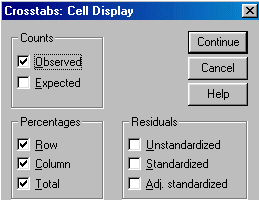 Crosstabs: Cell Display
Counts
Observed
Expected
Continue
Cancel
Help
Percentages
Row
Column
Total
Residuals
Unstandardized
Standardized
Adj. standardized